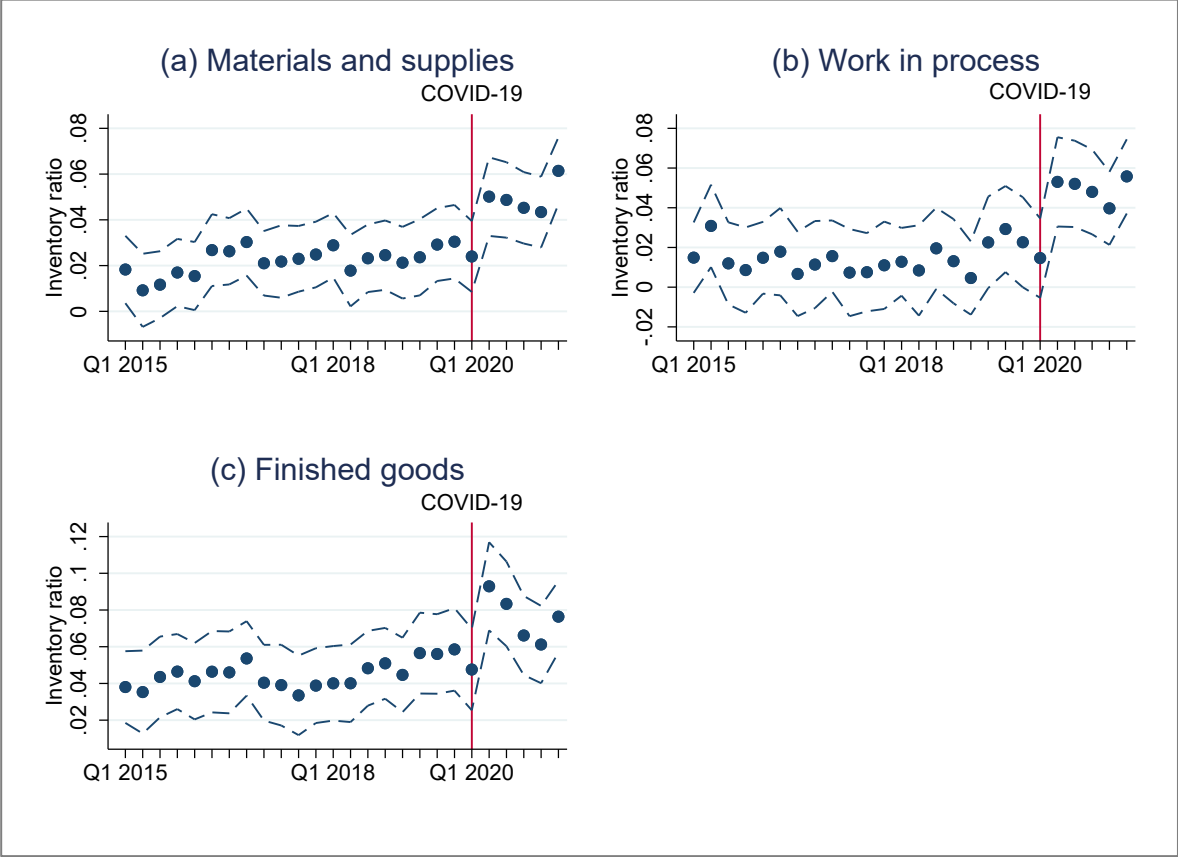 (a) Materials and supplies
COVID-19
Inventory ratio
.08
.06
.04
.02
0
Q1 2015
Q1 2018
Q1 2020
(b) Work in process
COVID-19
Inventory ratio
.08
.06
.04
.02
0
-.02
Q1 2015
Q1 2018
Q1 2020
(c) Finished goods
COVID-19
Inventory ratio
.12
.1
.08
.06
.04
.02
Q1 2015
Q1 2018
Q1 2020